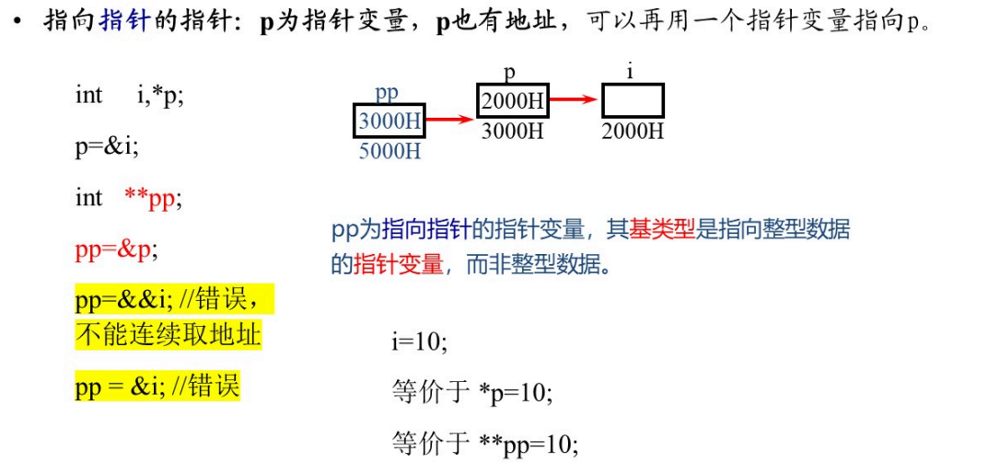 • 指向指针的指针：p为指针变量，p也有地址，可以再用一个指针变量指向p。
int i,*p;
p=&i;
int **pp;
pp=&p;
pp=&&i; //错误，
不能连续取地址
pp = &i; //错误
pp
3000H
5000H
p
2000H
3000H
i
2000H
pp为指向指针的指针变量，其基类型是指向整型数据
的指针变量，而非整型数据。
i=10;
等价于 *p=10;
等价于 **pp=10;